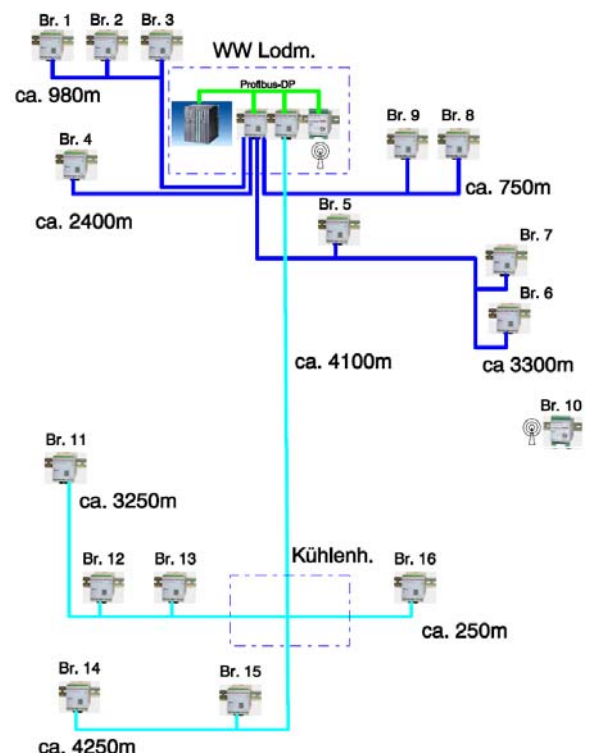 Br. 1 Br. 2 Br. 3
WW Lodm.
Profibus-DP
ca. 980m
Br. 4
Br. 9 Br. 8
ca. 750m
ca. 2400m
Br. 5
Br. 7
Br. 6
ca. 4100m
ca 3300m
Br. 10
Br. 11
ca. 3250m
Br. 12 Br. 13
Kühlenh.
Br. 16
ca. 250m
Br. 14
Br. 15
ca. 4250m